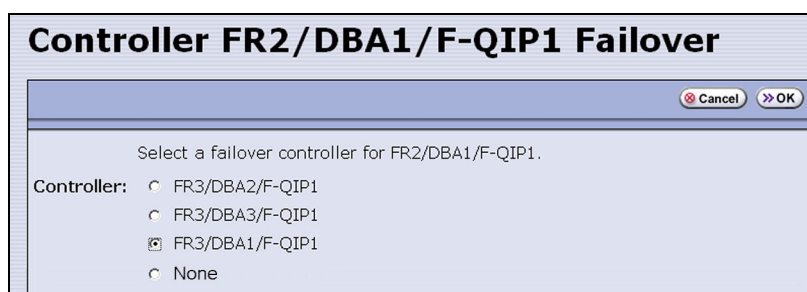 Controller FR2/DBA1/F-QIP1 Failover
Cancel >> OK
Select a failover controller for FR2/DBA1/F-QIP1.
Controller: FR3/DBA2/F-QIP1
FR3/DBA3/F-QIP1
FR3/DBA1/F-QIP1
None